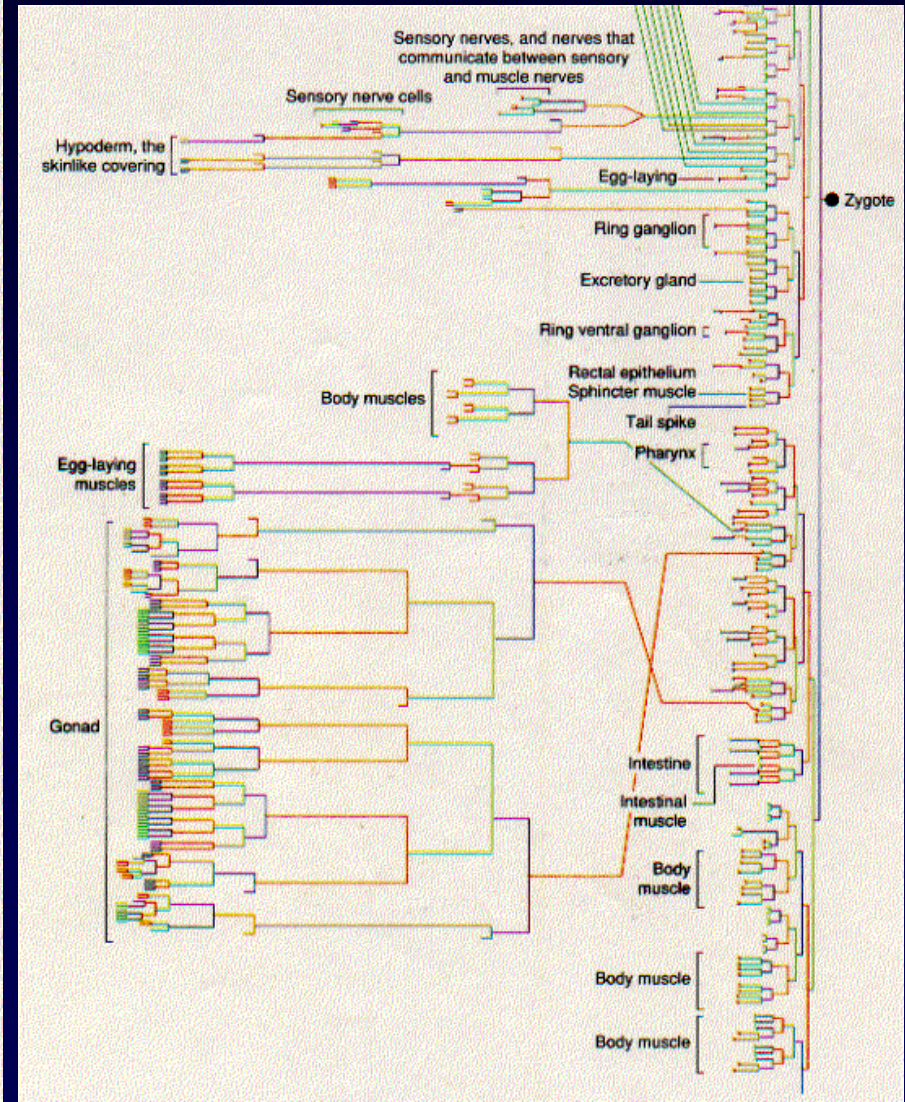 Sensory nerves, and nerves that
communicate between sensory
and muscle nerves
Sensory nerve cells
Hypoderm, the
skinlike covering
Egg-laying
Zygote
Ring ganglion
Excretory gland
Ring ventral ganglion
Rectal epithelium
Sphincter muscle
Body muscles
Tail spike
Pharynx
Egg-laying
muscles
Gonad
Intestine
Intestinal
muscle
Body
muscle
Body muscle
Body muscle